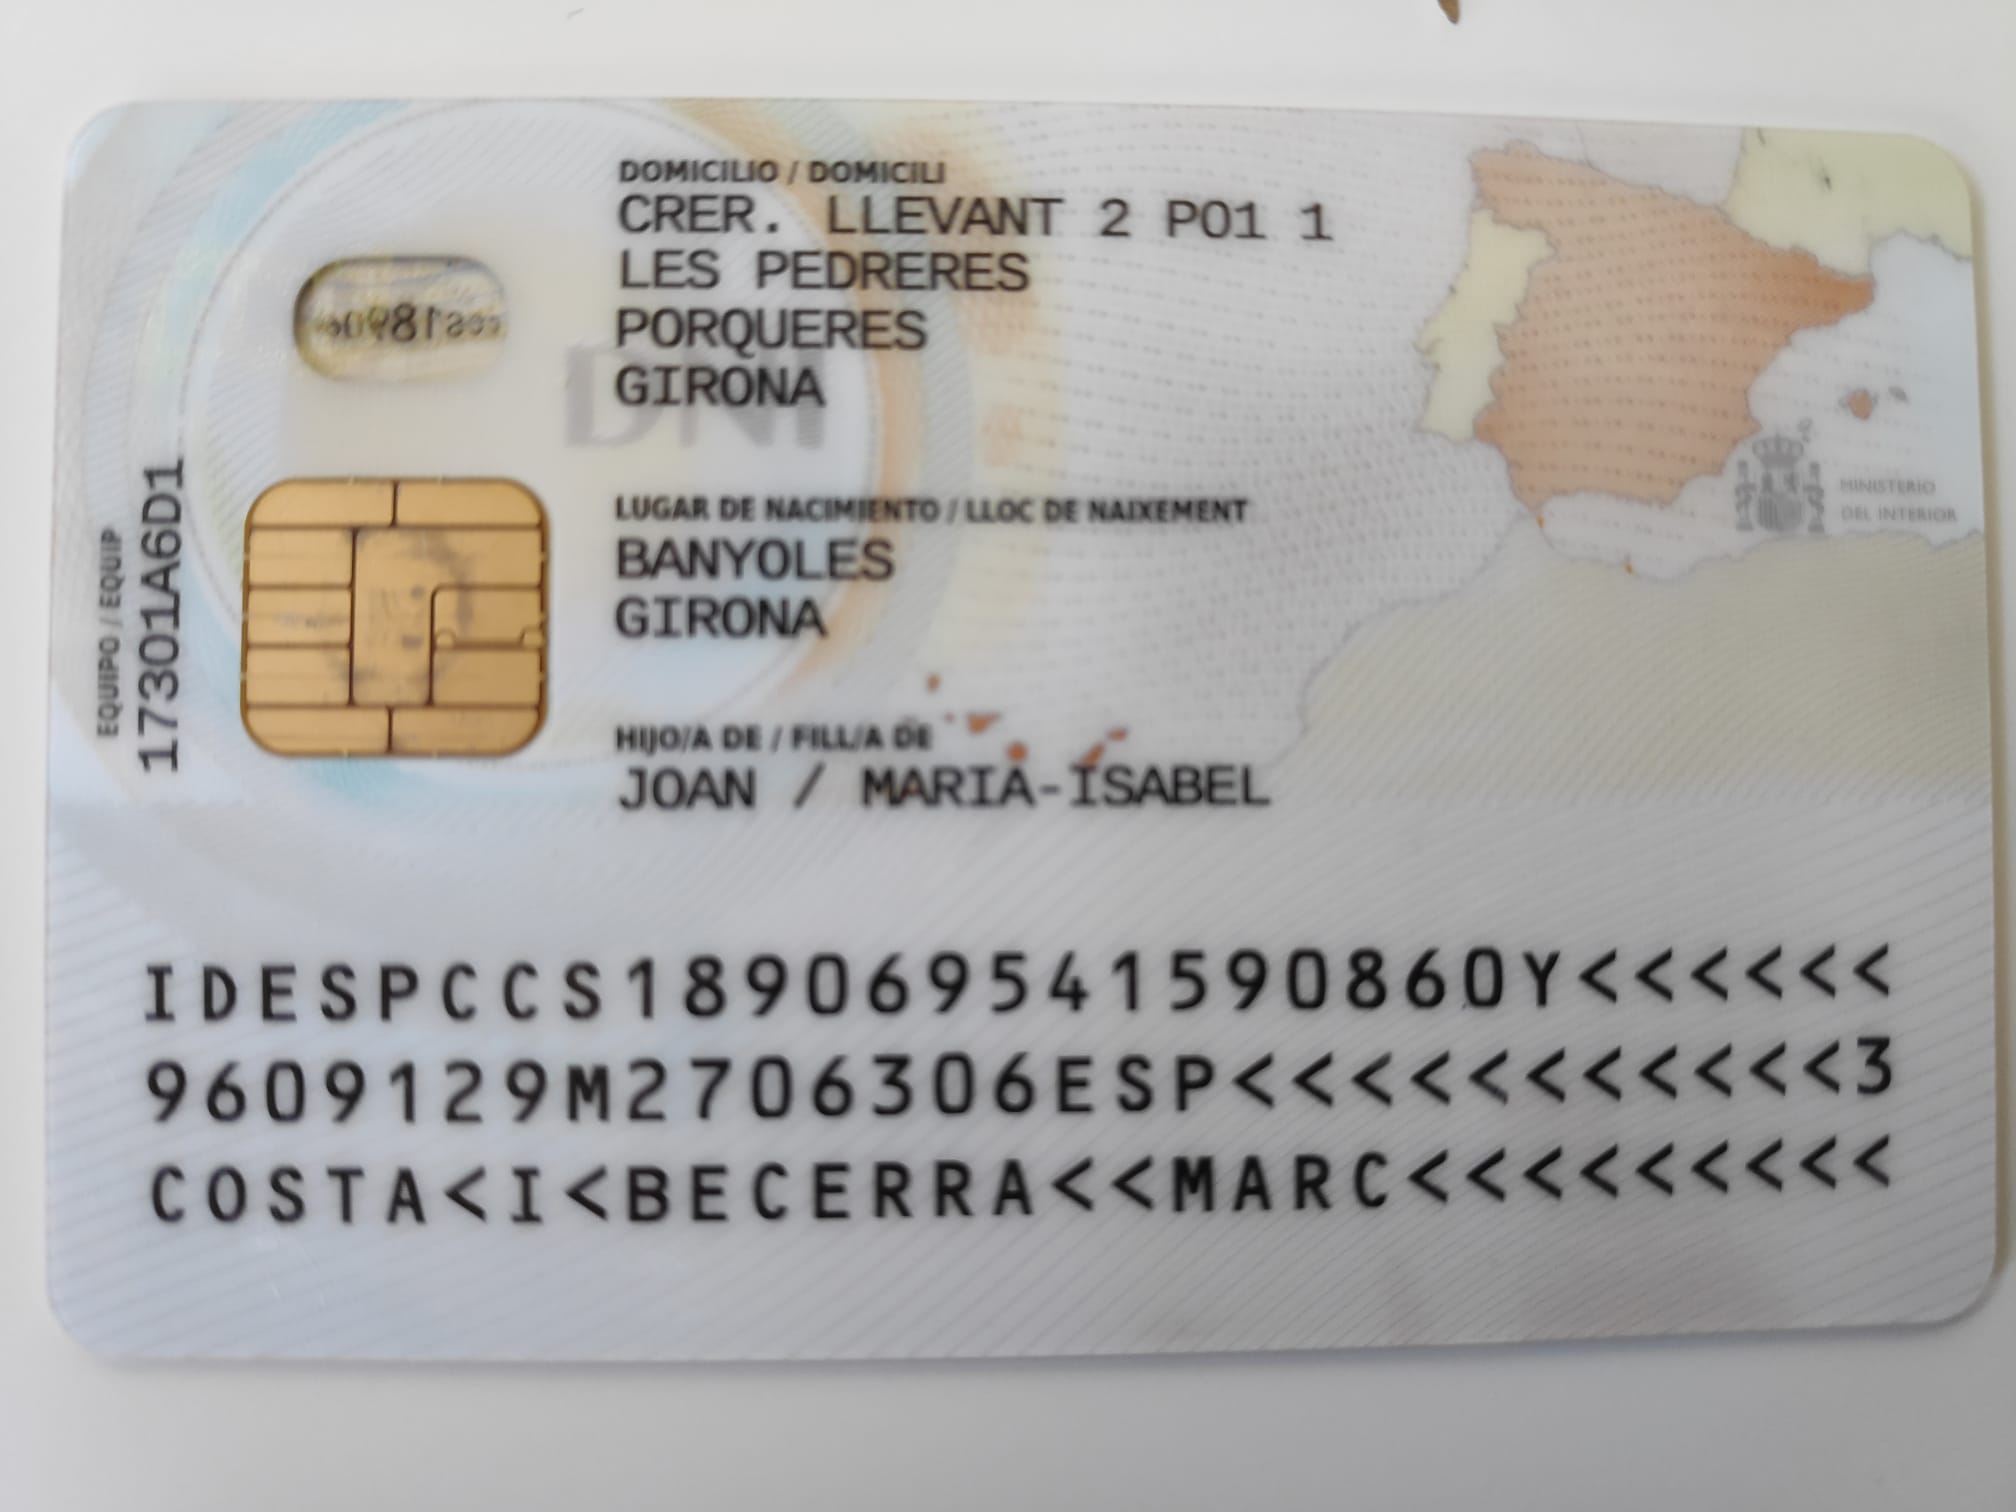 DOMICILIO / DOMICILI
CRER. LLEVANT 2 P01 1
LES PEDRERES
PORQUERES
GIRONA
DNI
LUGAR DE NACIMIENTO / LLOC DE NAIXEMENT
BANYOLES
GIRONA
HIJO/A DE / FILL/A DE
JOAN / MARIA-ISABEL
EQUIPO / EQUIP
17301A6D1
MINISTERIO
DEL INTERIOR
IDESPCCS189069541590860Y<<<<<<
9609129M2706306ESP<<<<<<<<<<<3
COSTA<I<BECERRA<<MARC<<<<<<<<<